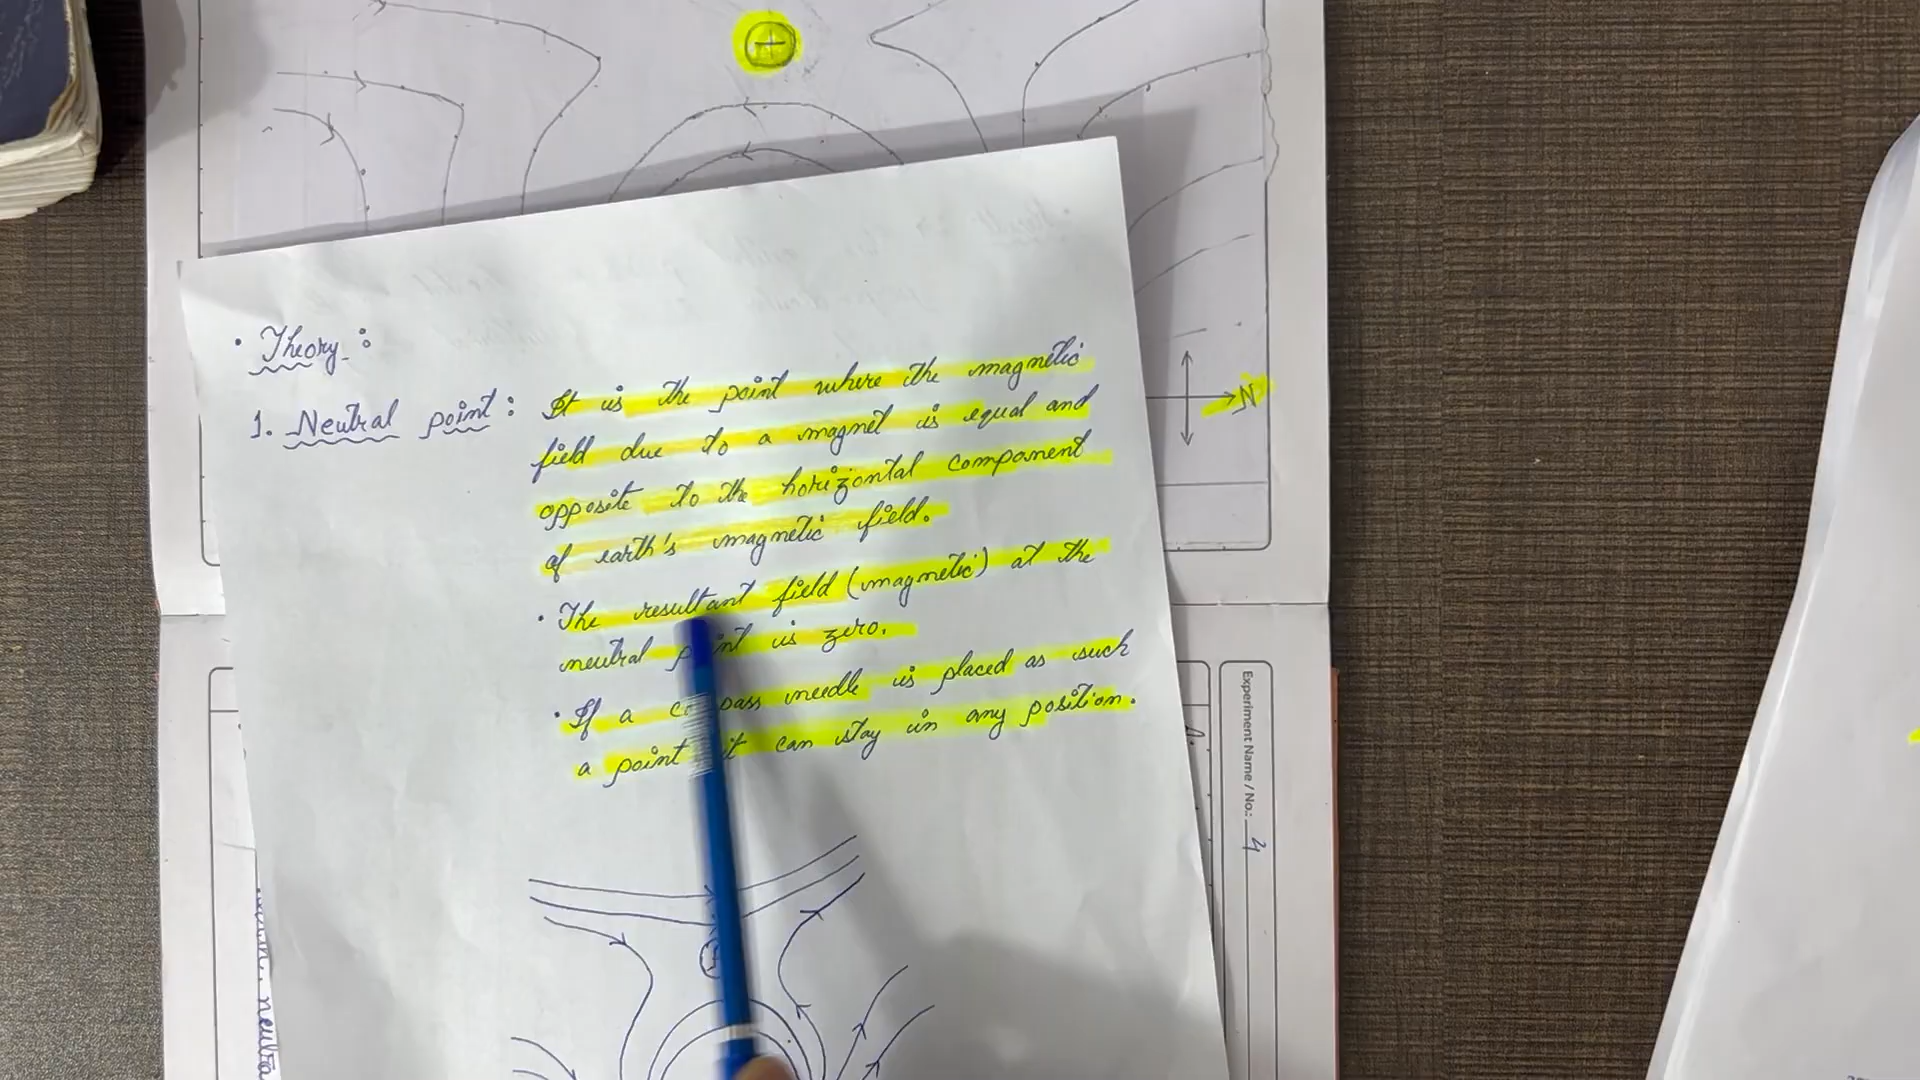 N
• Theory :
1. Neutral point : It is the point where the magnetic
field due to a magnet is equal and
opposite to the horizontal component
of earth's magnetic field.
• The resultant field (magnetic) at the
neutral point is zero.
• If a compass needle is placed as such
a point it can stay in any position.
Experiment Name / No.: 4